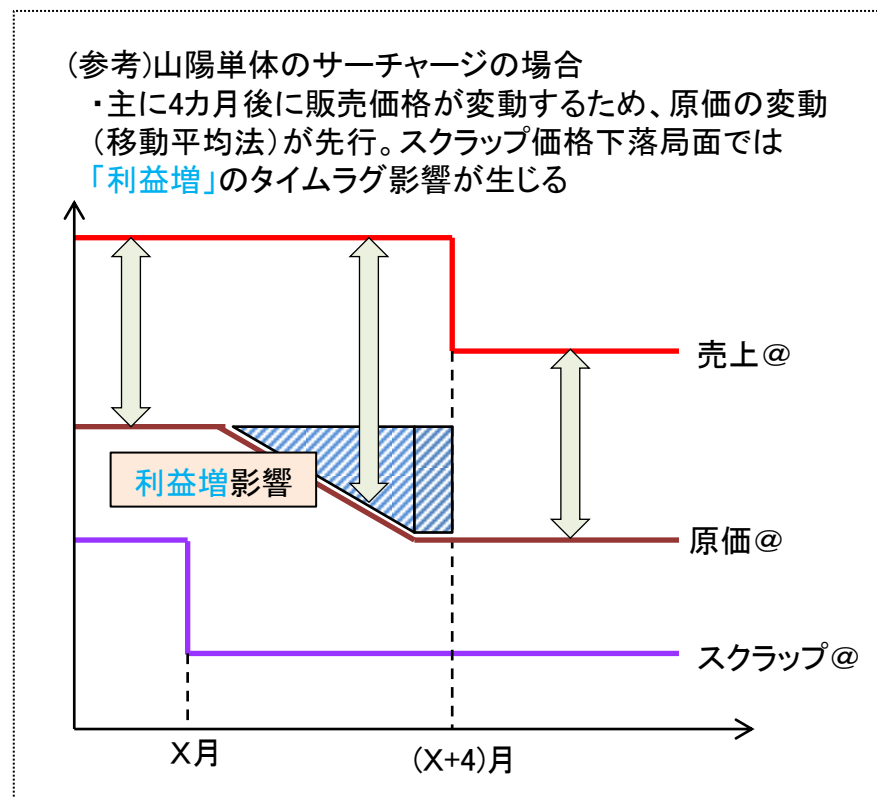 (参考)山陽単体のサーチャージの場合
・主に4カ月後に販売価格が変動するため、原価の変動
(移動平均法)が先行。スクラップ価格下落局面では
「利益増」のタイムラグ影響が生じる
売上@
利益増影響
原価@
スクラップ@
X月
(X+4)月